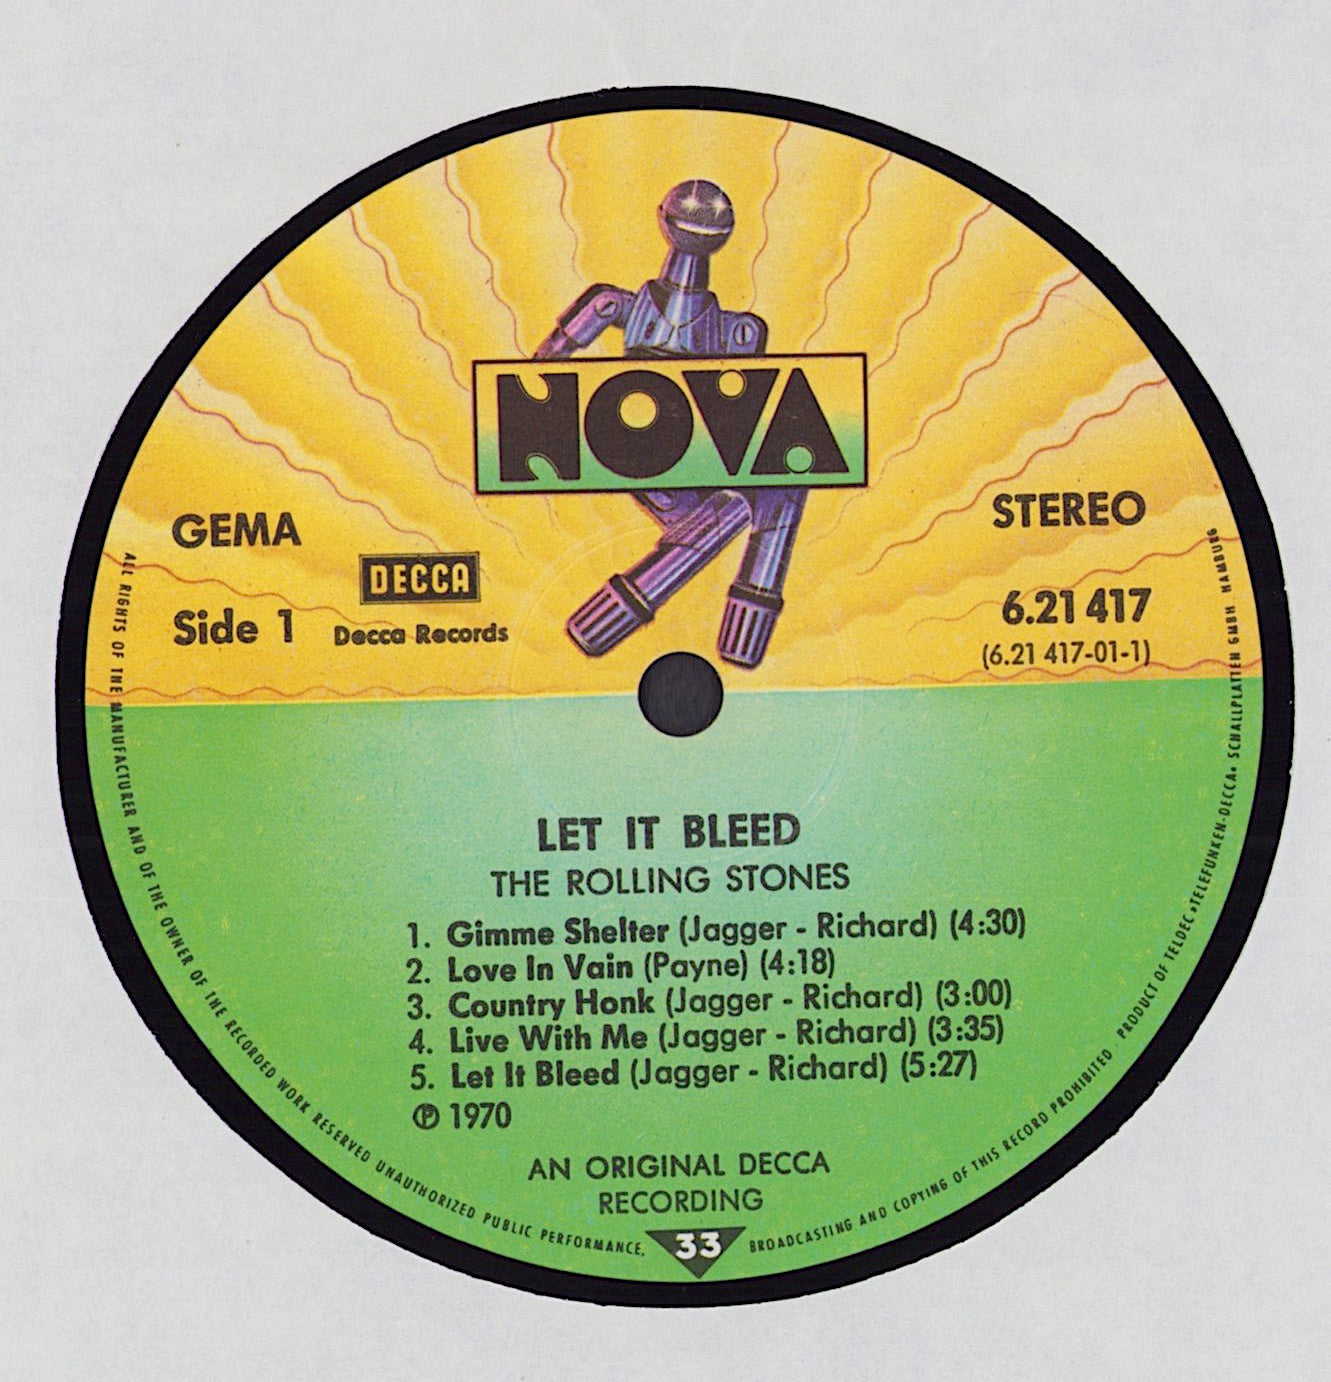 NOVA
GEMA
STEREO
DECCA
Side 1
Decca Records
6.21 417
(6.21 417-01-1)
LET IT BLEED
THE ROLLING STONES
1. Gimme Shelter (Jagger - Richard) (4:30)
2. Love In Vain (Payne) (4:18)
3. Country Honk (Jagger - Richard) (3:00)
4. Live With Me (Jagger - Richard) (3:35)
5. Let It Bleed (Jagger - Richard) (5:27)
Ⓟ 1970
AN ORIGINAL DECCA
RECORDING
33
ALL RIGHTS OF THE MANUFACTURER AND OF THE OWNER OF THE RECORDED WORK RESERVED UNAUTHORIZED PUBLIC PERFORMANCE, BROADCASTING AND COPYING OF THIS RECORD PROHIBITED · PRODUCT OF TELDEC »TELEFUNKEN-DECCA« SCHALLPLATTEN GMBH · HAMBURG